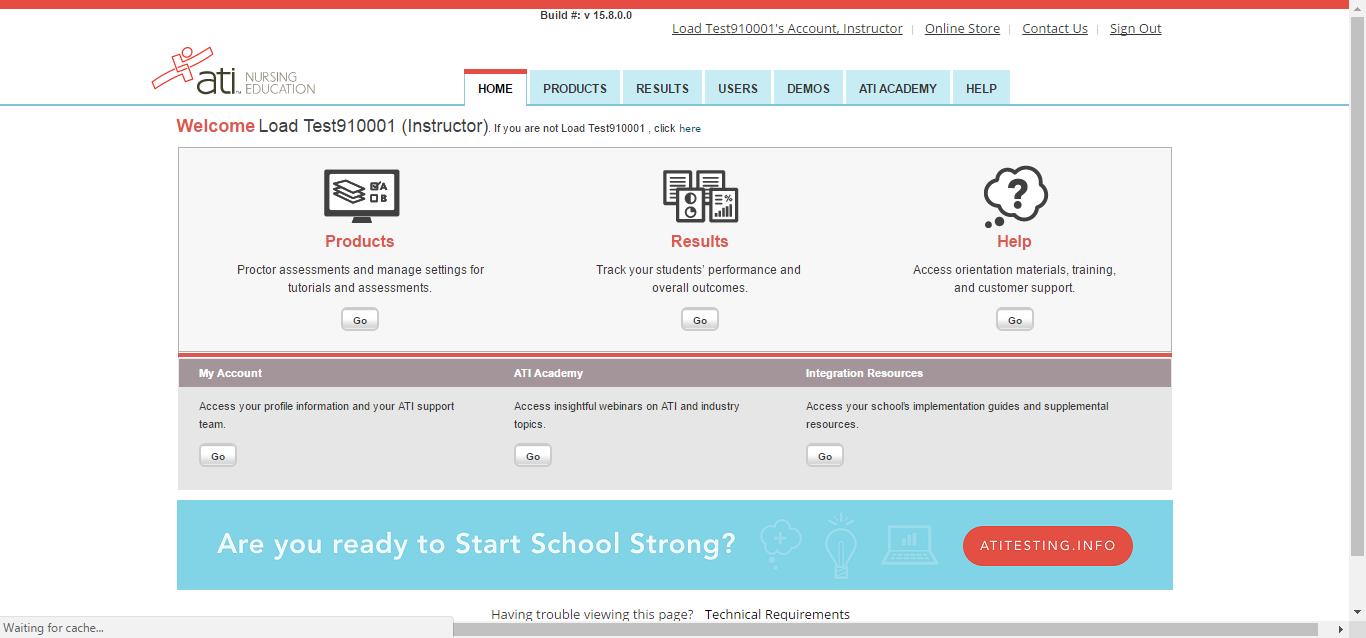 Build #: v 15.8.0.0
Load Test910001's Account, Instructor | Online Store | Contact Us | Sign Out
ati NURSING EDUCATION
HOME PRODUCTS RESULTS USERS DEMOS ATI ACADEMY HELP
Welcome Load Test910001 (Instructor). If you are not Load Test910001 , click here
Products
Proctor assessments and manage settings for
tutorials and assessments.
Go
Results
Track your students' performance and
overall outcomes.
Go
Help
Access orientation materials, training,
and customer support.
Go
My Account
Access your profile information and your ATI support
team.
Go
ATI Academy
Access insightful webinars on ATI and industry
topics.
Go
Integration Resources
Access your school's implementation guides and supplemental
resources.
Go
Are you ready to Start School Strong?
ATITESTING.INFO
Having trouble viewing this page? Technical Requirements
Waiting for cache...